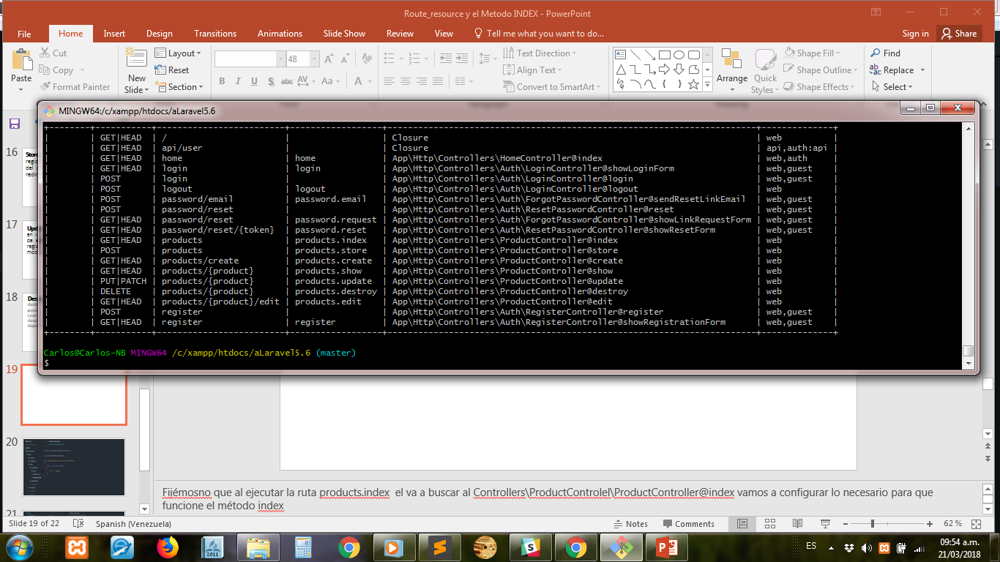 Route_resource y el Metodo INDEX - PowerPoint
File Home Insert Design Transitions Animations Slide Show Review View Tell me what you want to do... Sign in Share
Cut Layout 48 Text Direction Shape Fill Find
Paste Copy New Slide Reset Align Text Arrange Quick Styles Shape Outline Replace
Format Painter Section B I U S abc AV Aa A Convert to SmartArt Shape Effects Select
MINGW64:/c/xampp/htdocs/aLaravel5.6
| | GET|HEAD | / | | Closure | web |
| | GET|HEAD | api/user | | Closure | api,auth:api |
| | GET|HEAD | home | home | App\Http\Controllers\HomeController@index | web,auth |
| | GET|HEAD | login | login | App\Http\Controllers\Auth\LoginController@showLoginForm | web,guest |
| | POST | login | | App\Http\Controllers\Auth\LoginController@login | web,guest |
| | POST | logout | logout | App\Http\Controllers\Auth\LoginController@logout | web |
| | POST | password/email | password.email | App\Http\Controllers\Auth\ForgotPasswordController@sendResetLinkEmail | web,guest |
| | POST | password/reset | | App\Http\Controllers\Auth\ResetPasswordController@reset | web,guest |
| | GET|HEAD | password/reset | password.request | App\Http\Controllers\Auth\ForgotPasswordController@showLinkRequestForm | web,guest |
| | GET|HEAD | password/reset/{token} | password.reset | App\Http\Controllers\Auth\ResetPasswordController@showResetForm | web,guest |
| | GET|HEAD | products | products.index | App\Http\Controllers\ProductController@index | web |
| | POST | products | products.store | App\Http\Controllers\ProductController@store | web |
| | GET|HEAD | products/create | products.create | App\Http\Controllers\ProductController@create | web |
| | GET|HEAD | products/{product} | products.show | App\Http\Controllers\ProductController@show | web |
| | PUT|PATCH | products/{product} | products.update | App\Http\Controllers\ProductController@update | web |
| | DELETE | products/{product} | products.destroy | App\Http\Controllers\ProductController@destroy | web |
| | GET|HEAD | products/{product}/edit | products.edit | App\Http\Controllers\ProductController@edit | web |
| | POST | register | | App\Http\Controllers\Auth\RegisterController@register | web,guest |
| | GET|HEAD | register | register | App\Http\Controllers\Auth\RegisterController@showRegistrationForm | web,guest |
Carlos@Carlos-NB MINGW64 /c/xampp/htdocs/aLaravel5.6 (master)
$
16
17
18
19
20
21
Fijémosno que al ejecutar la ruta products.index el va a buscar al Controllers\ProductControlel\ProductController@index vamos a configurar lo necesario para que
funcione el método index
Slide 19 of 22 Spanish (Venezuela) Notes Comments 62 %
2011 ES 09:54 a.m.
21/03/2018